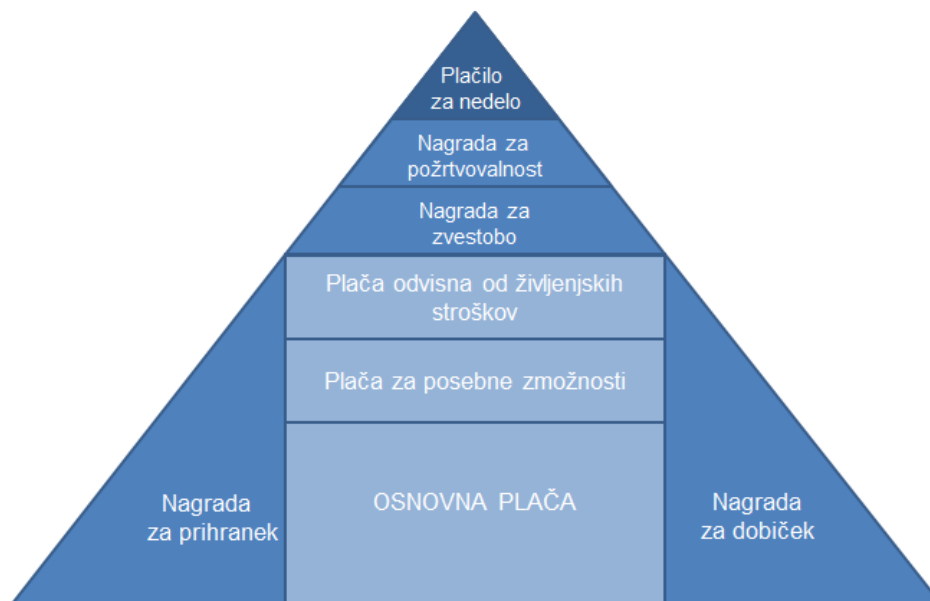 Plačilo
za nedelo
Nagrada za
požrtvovalnost
Nagrada za
zvestobo
Plača odvisna od življenjskih
stroškov
Plača za posebne zmožnosti
OSNOVNA PLAČA
Nagrada
za prihranek
Nagrada
za dobiček